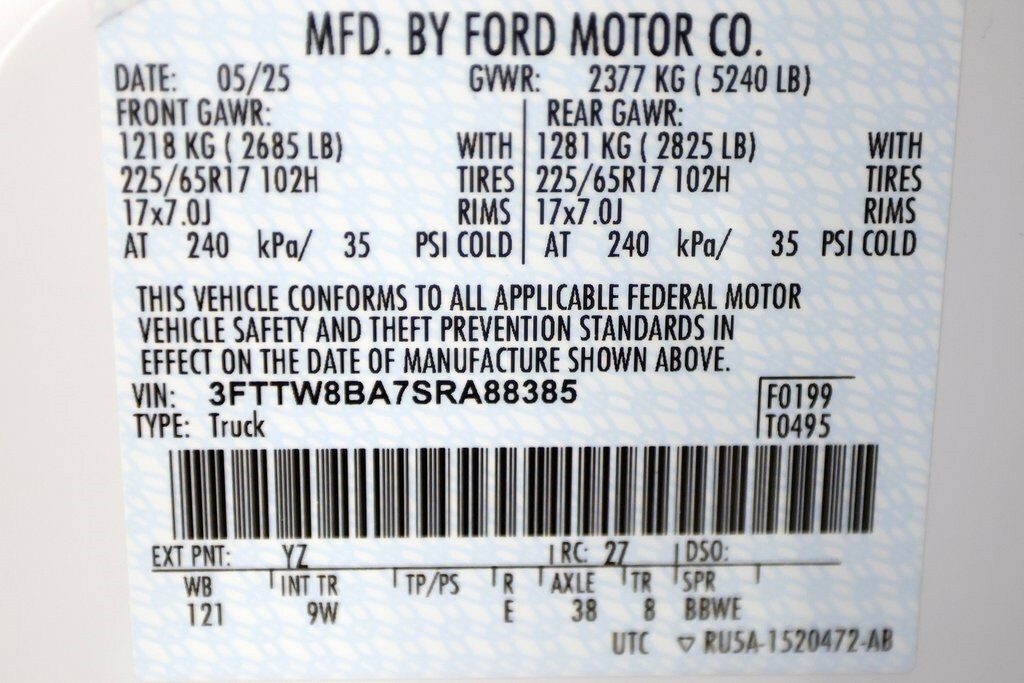 MFD. BY FORD MOTOR CO.
DATE: 05/25 GVWR: 2377 KG ( 5240 LB)
FRONT GAWR: REAR GAWR:
1218 KG ( 2685 LB) WITH 1281 KG ( 2825 LB) WITH
225/65R17 102H TIRES 225/65R17 102H TIRES
17x7.0J RIMS 17x7.0J RIMS
AT 240 kPa/ 35 PSI COLD AT 240 kPa/ 35 PSI COLD
THIS VEHICLE CONFORMS TO ALL APPLICABLE FEDERAL MOTOR
VEHICLE SAFETY AND THEFT PREVENTION STANDARDS IN
EFFECT ON THE DATE OF MANUFACTURE SHOWN ABOVE.
VIN: 3FTTW8BA7SRA88385 F0199
TYPE: Truck T0495
EXT PNT: YZ RC: 27 DSO:
WB INT TR TP/PS R AXLE TR SPR
121 9W E 38 8 BBWE
UTC ▽ RU5A-1520472-AB